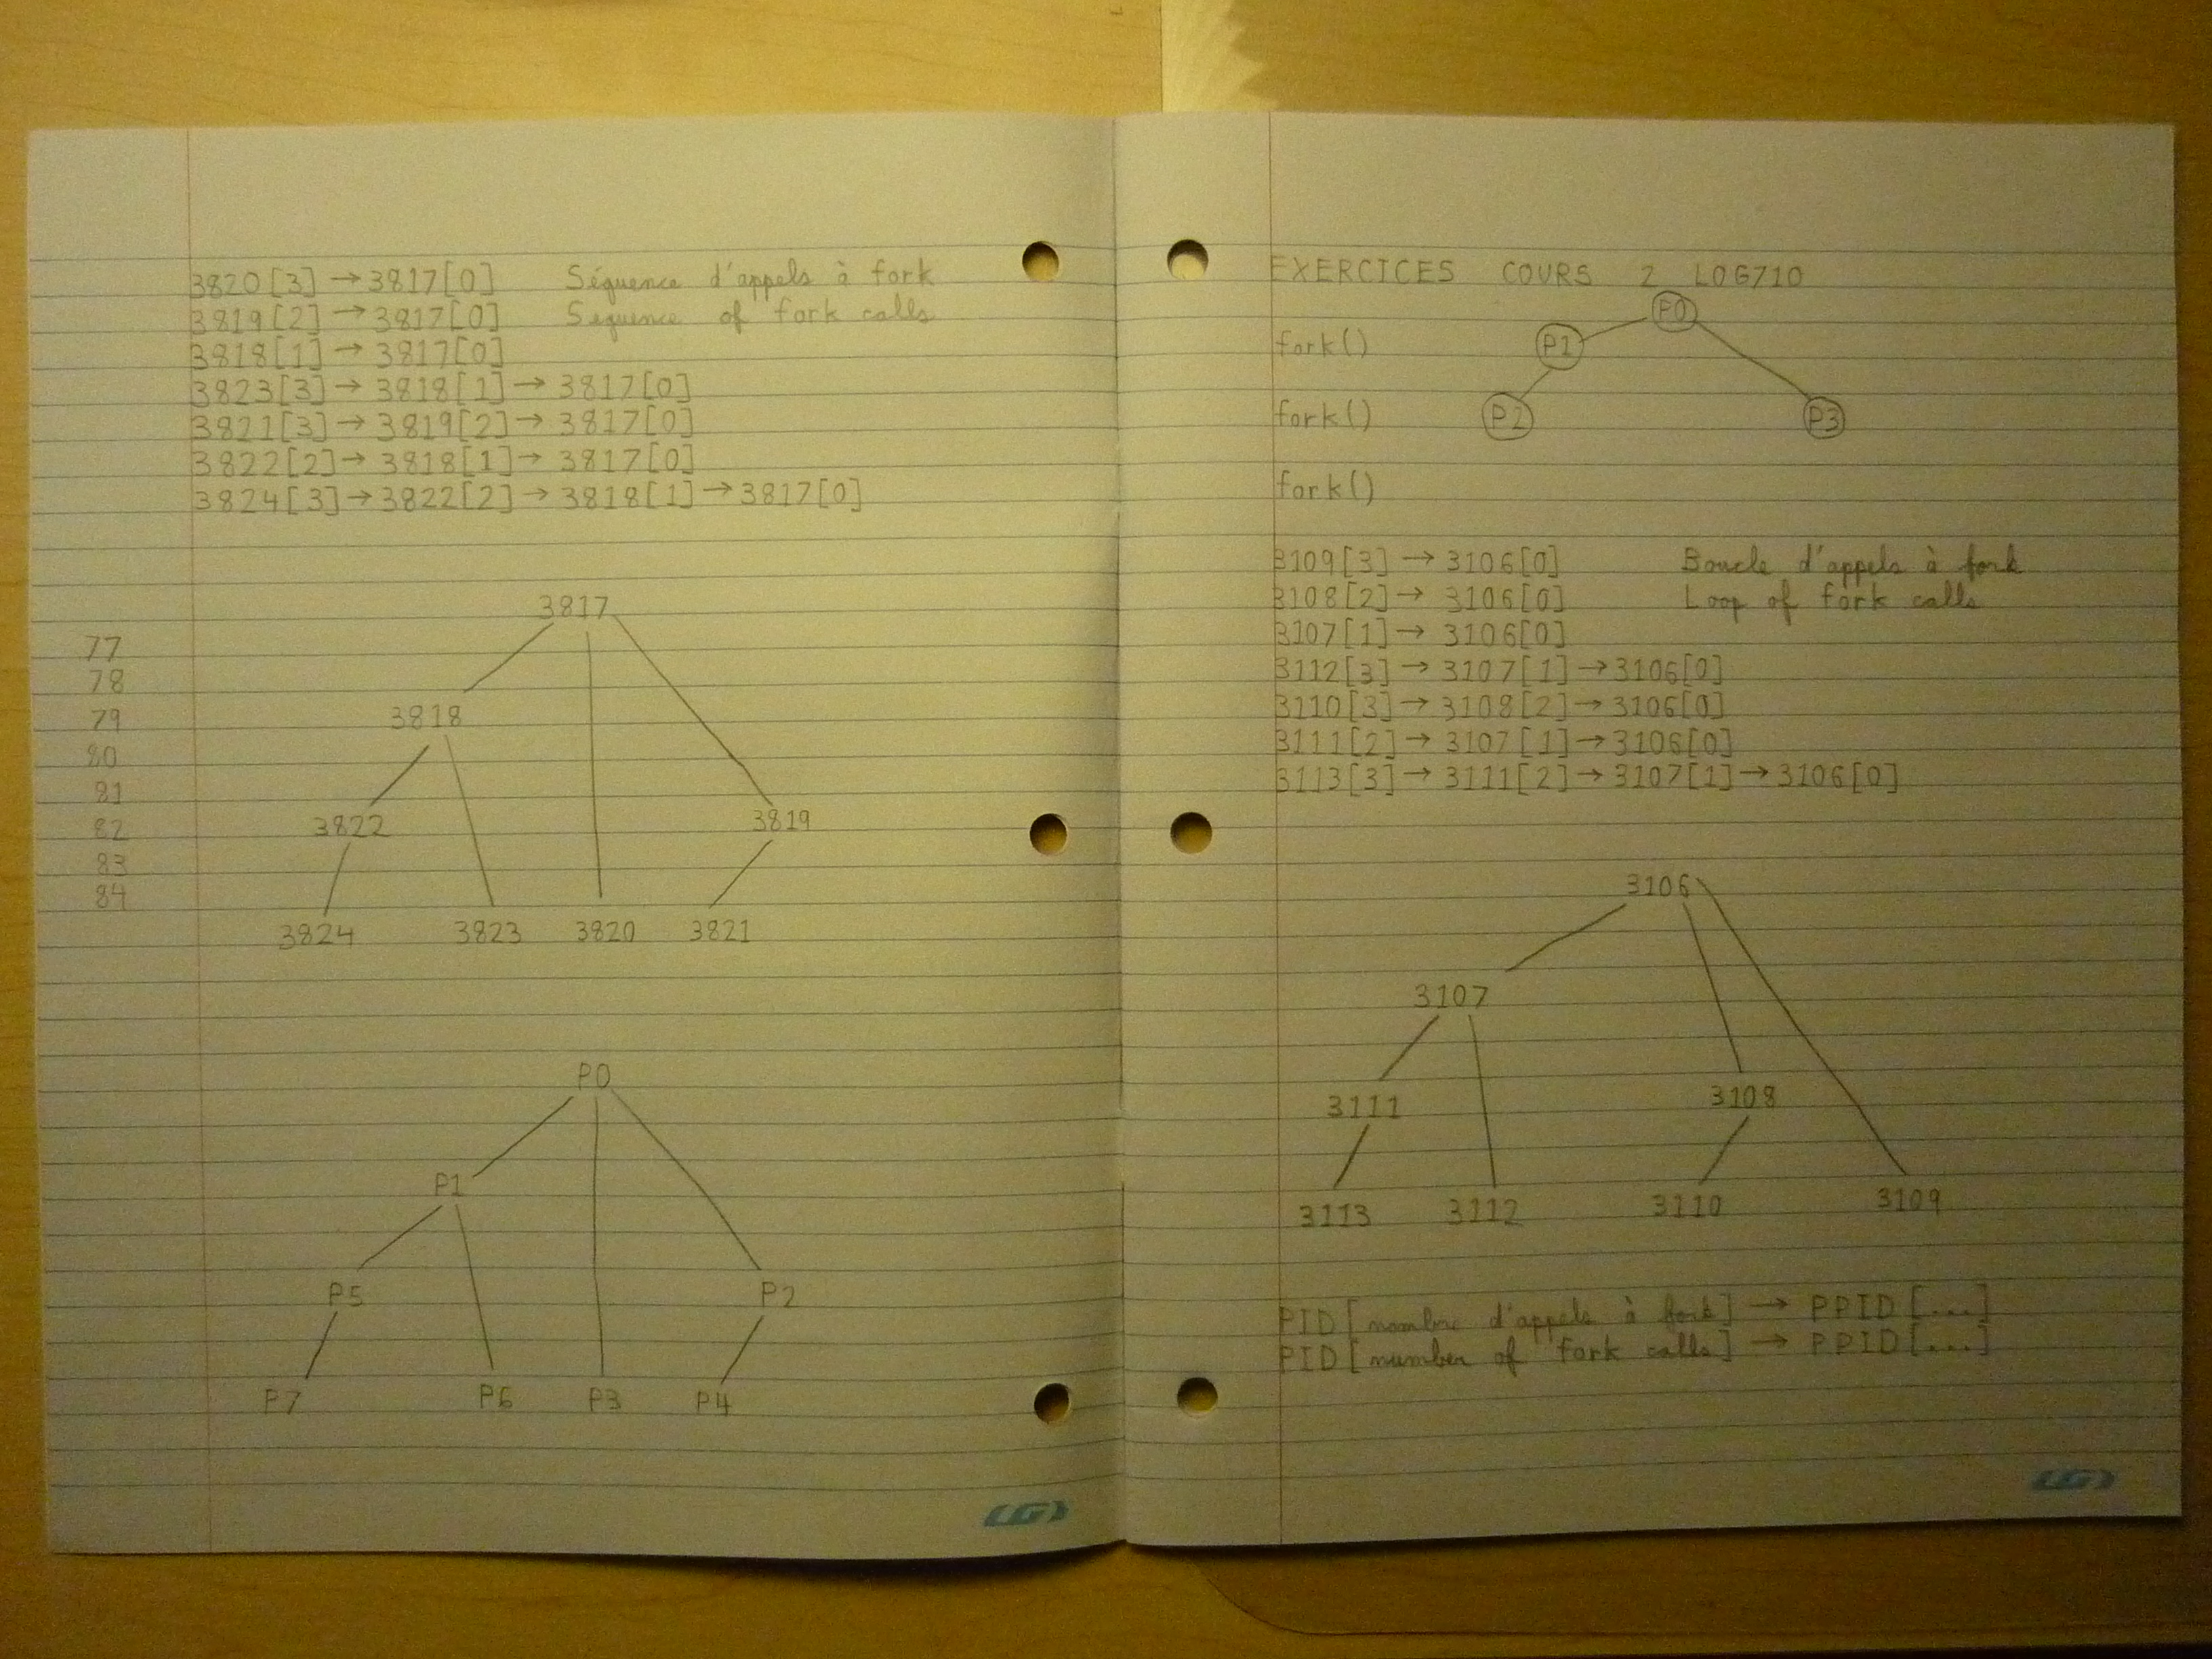 3820[3] → 3817[0] Séquence d'appels à fork
3819[2] → 3817[0] Sequence of fork calls
3818[1] → 3817[0]
3823[3] → 3818[1] → 3817[0]
3821[3] → 3819[2] → 3817[0]
3822[2] → 3818[1] → 3817[0]
3824[3] → 3822[2] → 3818[1] → 3817[0]
3817
77
78
3818
79
80
81
3822 3819
82
83
84
3824 3823 3820 3821
P0
P1
P5 P2
P7 P6 P3 P4
LG
EXERCICES COURS 2 LOG710
P0
fork() P1
fork() P2 P3
fork()
3109[3] → 3106[0] Boucle d'appels à fork
3108[2] → 3106[0] Loop of fork calls
3107[1] → 3106[0]
3112[3] → 3107[1] → 3106[0]
3110[3] → 3108[2] → 3106[0]
3111[2] → 3107[1] → 3106[0]
3113[3] → 3111[2] → 3107[1] → 3106[0]
3106
3107
3111 3108
3113 3112 3110 3109
PID[nombre d'appels à fork] → PPID[...]
PID[number of fork calls] → PPID[...]
LG